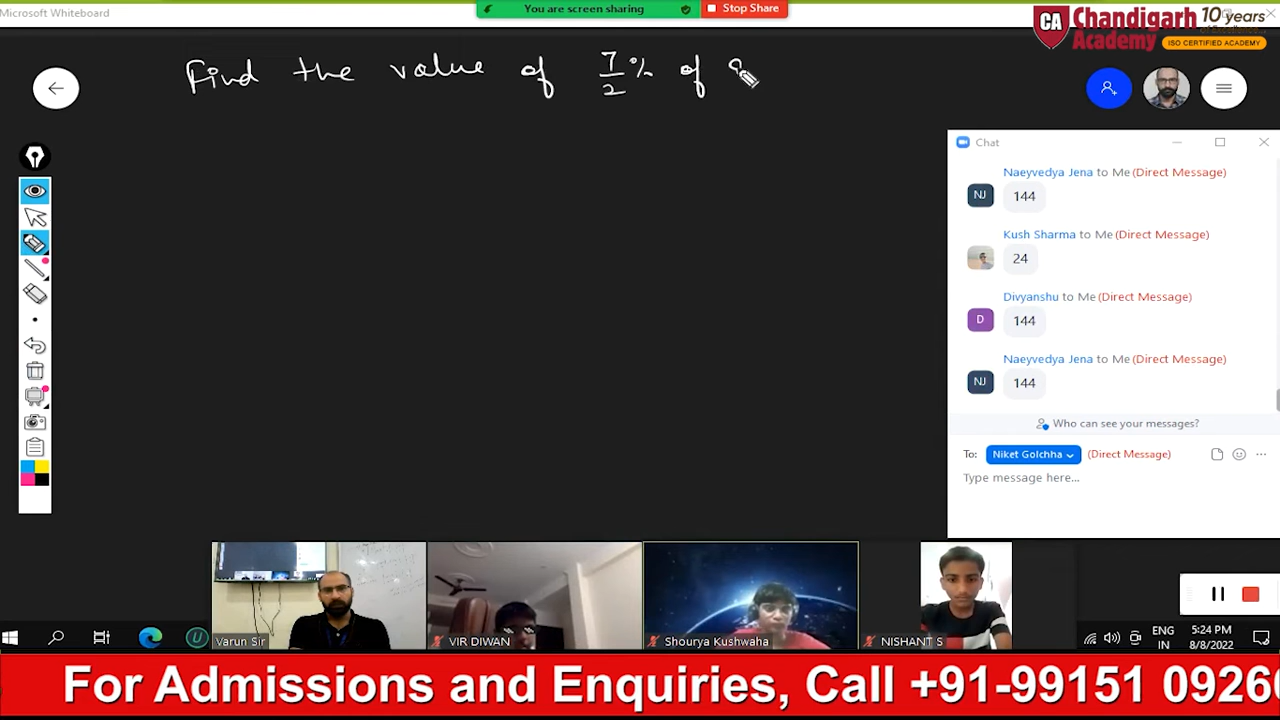 Microsoft Whiteboard
You are screen sharing
Stop Share
CA
Chandigarh
Academy
10 years
ISO CERTIFIED ACADEMY
Find the value of 7/2 % of
Chat
Naeyvedya Jena to Me (Direct Message)
NJ
144
Kush Sharma to Me (Direct Message)
24
Divyanshu to Me (Direct Message)
D
144
Naeyvedya Jena to Me (Direct Message)
NJ
144
Who can see your messages?
To: Niket Golchha (Direct Message)
Type message here...
Varun Sir
VIR DIWAN
Shourya Kushwaha
NISHANT S
ENG
IN
5:24 PM
8/8/2022
For Admissions and Enquiries, Call +91-99151 0926